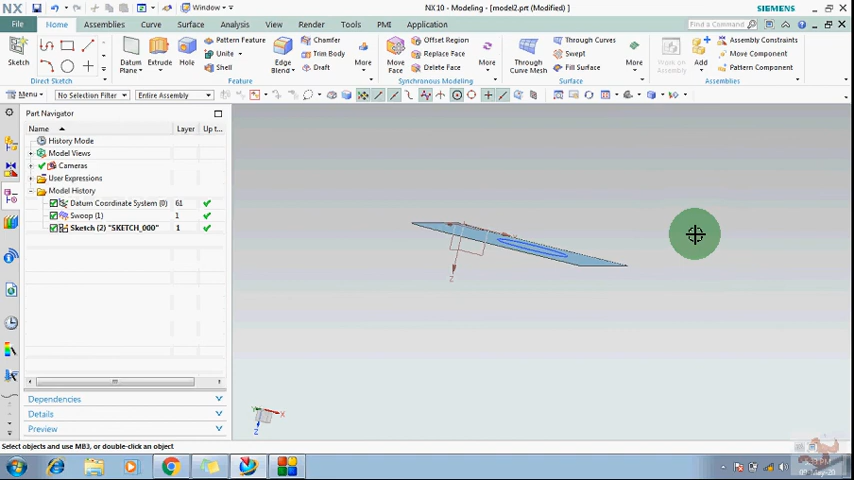 NX Window NX 10 - Modeling - [model2.prt (Modified) ] SIEMENS
File Home Assemblies Curve Surface Analysis View Render Tools PMI Application Find a Command
Sketch Datum Plane Extrude Hole Pattern Feature Unite Shell Edge Blend Chamfer Trim Body Draft More Move Face Offset Region Replace Face Delete Face More Through Curve Mesh Through Curves Swept Fill Surface More Work on Assembly Add Assembly Constraints Move Component Pattern Component
Direct Sketch Feature Synchronous Modeling Surface Assemblies
Menu No Selection Filter Entire Assembly
Part Navigator
Name Layer Up t...
History Mode
Model Views
Cameras
User Expressions
Model History
Datum Coordinate System (0) 61
Swoop (1) 1
Sketch (2) "SKETCH_000" 1
Z
Y X
Z
Dependencies
Details
Preview
Select objects and use MB3, or double-click an object